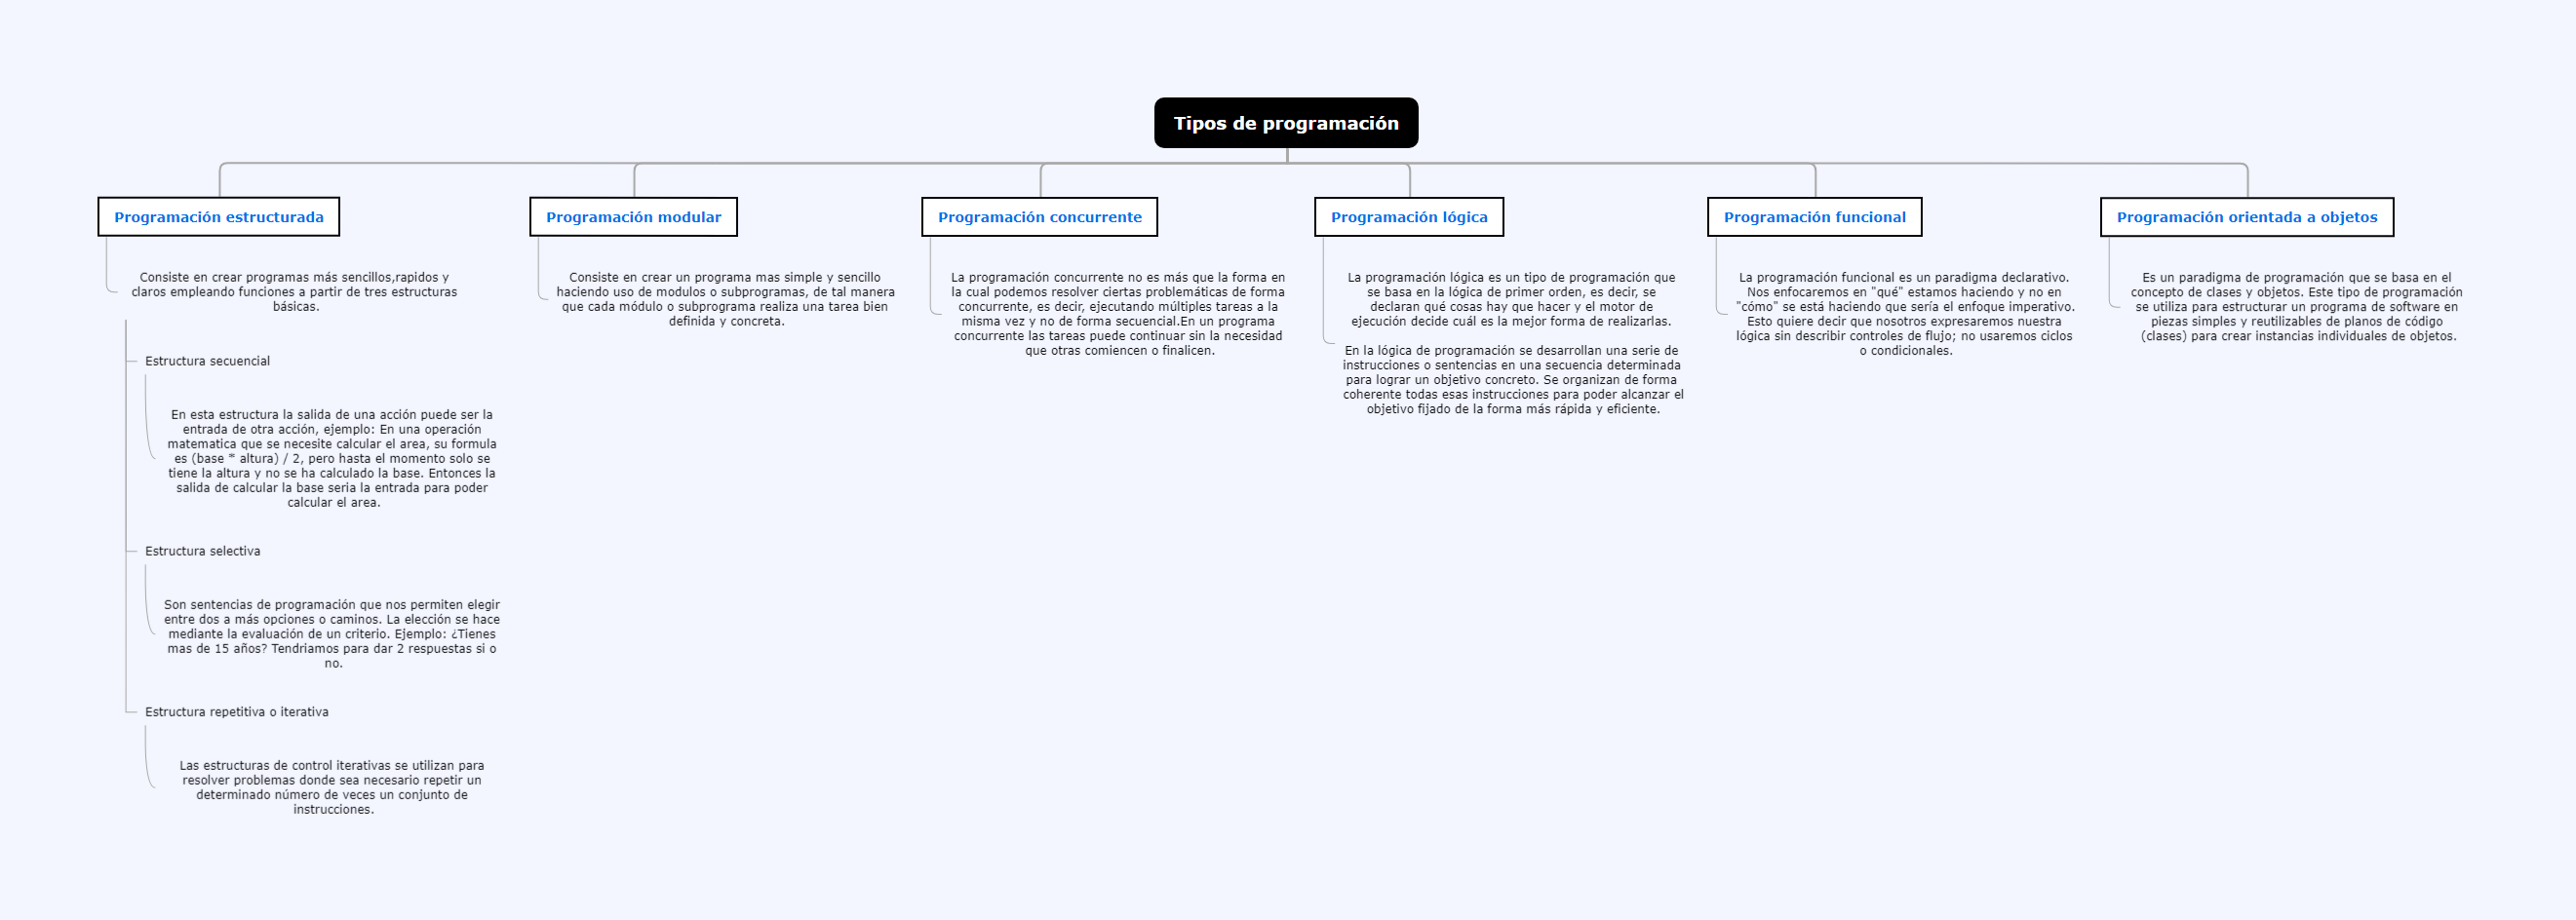 Tipos de programación
Programación estructurada
Consiste en crear programas más sencillos,rapidos y
claros empleando funciones a partir de tres estructuras
básicas.
Estructura secuencial
En esta estructura la salida de una acción puede ser la
entrada de otra acción, ejemplo: En una operación
matematica que se necesite calcular el area, su formula
es (base * altura) / 2, pero hasta el momento solo se
tiene la altura y no se ha calculado la base. Entonces la
salida de calcular la base seria la entrada para poder
calcular el area.
Estructura selectiva
Son sentencias de programación que nos permiten elegir
entre dos a más opciones o caminos. La elección se hace
mediante la evaluación de un criterio. Ejemplo: ¿Tienes
mas de 15 años? Tendriamos para dar 2 respuestas si o
no.
Estructura repetitiva o iterativa
Las estructuras de control iterativas se utilizan para
resolver problemas donde sea necesario repetir un
determinado número de veces un conjunto de
instrucciones.
Programación modular
Consiste en crear un programa mas simple y sencillo
haciendo uso de modulos o subprogramas, de tal manera
que cada módulo o subprograma realiza una tarea bien
definida y concreta.
Programación concurrente
La programación concurrente no es más que la forma en
la cual podemos resolver ciertas problemáticas de forma
concurrente, es decir, ejecutando múltiples tareas a la
misma vez y no de forma secuencial.En un programa
concurrente las tareas puede continuar sin la necesidad
que otras comiencen o finalicen.
Programación lógica
La programación lógica es un tipo de programación que
se basa en la lógica de primer orden, es decir, se
declaran qué cosas hay que hacer y el motor de
ejecución decide cuál es la mejor forma de realizarlas.
En la lógica de programación se desarrollan una serie de
instrucciones o sentencias en una secuencia determinada
para lograr un objetivo concreto. Se organizan de forma
coherente todas esas instrucciones para poder alcanzar el
objetivo fijado de la forma más rápida y eficiente.
Programación funcional
La programación funcional es un paradigma declarativo.
Nos enfocaremos en "qué" estamos haciendo y no en
"cómo" se está haciendo que sería el enfoque imperativo.
Esto quiere decir que nosotros expresaremos nuestra
lógica sin describir controles de flujo; no usaremos ciclos
o condicionales.
Programación orientada a objetos
Es un paradigma de programación que se basa en el
concepto de clases y objetos. Este tipo de programación
se utiliza para estructurar un programa de software en
piezas simples y reutilizables de planos de código
(clases) para crear instancias individuales de objetos.